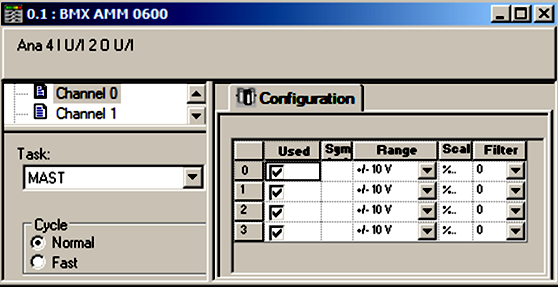 0.1 : BMX AMM 0600
Ana 4 I U/I 2 O U/I
Channel 0
Channel 1
Task:
MAST
Cycle
Normal
Fast
Configuration
Used Sym Range Scal Filter
0 +/- 10 V %.. 0
1 +/- 10 V %.. 0
2 +/- 10 V %.. 0
3 +/- 10 V %.. 0